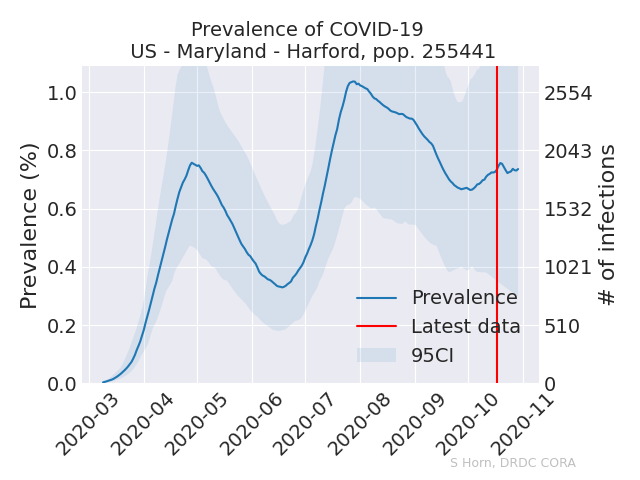 Prevalence of COVID-19
US - Maryland - Harford, pop. 255441
Prevalence (%)
1.0
0.8
0.6
0.4
0.2
0.0
2554
2043
1532
1021
510
0
# of infections
Prevalence
Latest data
95CI
2020-03
2020-04
2020-05
2020-06
2020-07
2020-08
2020-09
2020-10
2020-11
S Horn, DRDC CORA